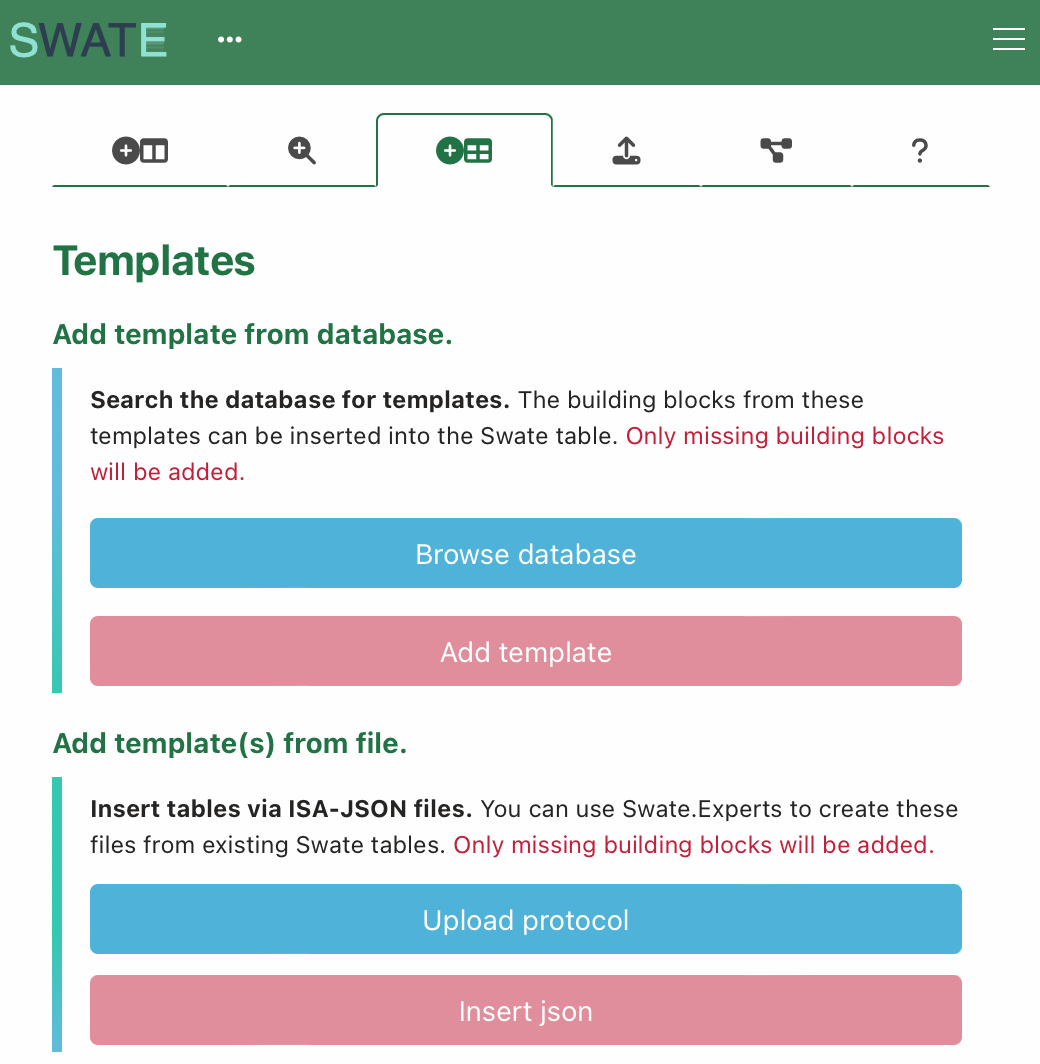 SWATE
Templates
Add template from database.
Search the database for templates. The building blocks from these
templates can be inserted into the Swate table. Only missing building blocks
will be added.
Browse database
Add template
Add template(s) from file.
Insert tables via ISA-JSON files. You can use Swate.Experts to create these
files from existing Swate tables. Only missing building blocks will be added.
Upload protocol
Insert json